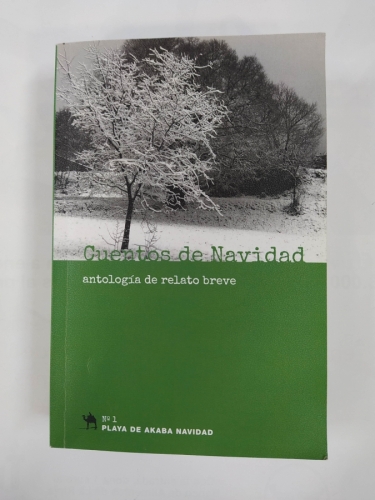 Cuentos de Navidad
antología de relato breve
Nº 1
PLAYA DE AKABA NAVIDAD